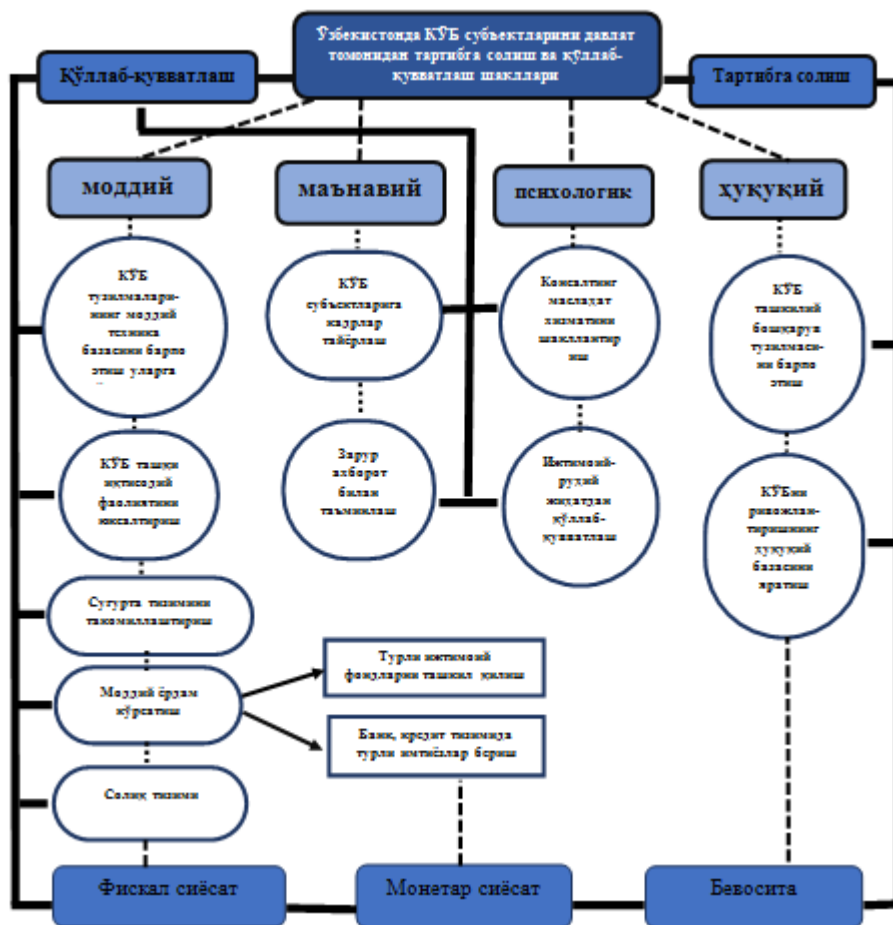 Ўзбекистонда КЎБ субъектларини давлат
томонидан тартибга солиш ва қўллаб-
қувватлаш шакллари
Қўллаб-қувватлаш
Тартибга солиш
моддий
маънавий
психологик
ҳуқуқий
КЎБ
тузилмалари-
нинг моддий
техника
базасини барпо
этиш уларга
КЎБ
субъектларига
кадрлар
тайёрлаш
Консалтинг
маслаҳат
хизматини
шакллантир
иш
КЎБ
ташкилий
бошқарув
тузилмаси-
ни барпо
этиш
КЎБ ташқи
иқтисодий
фаолиятини
юксалтириш
Зарур
ахборот
билан
таъминлаш
Ижтимоий-
руҳий
жиҳатдан
қўллаб-
қувватлаш
КЎБни
ривожлан-
тиришнинг
ҳуқуқий
базасини
яратиш
Суғурта тизимини
такомиллаштириш
Моддий ёрдам
кўрсатиш
Турли ижтимоий
фондларни ташкил қилиш
Банк, кредит тизимида
турли имтиёзлар бериш
Солиқ тизими
Фискал сиёсат
Монетар сиёсат
Бевосита